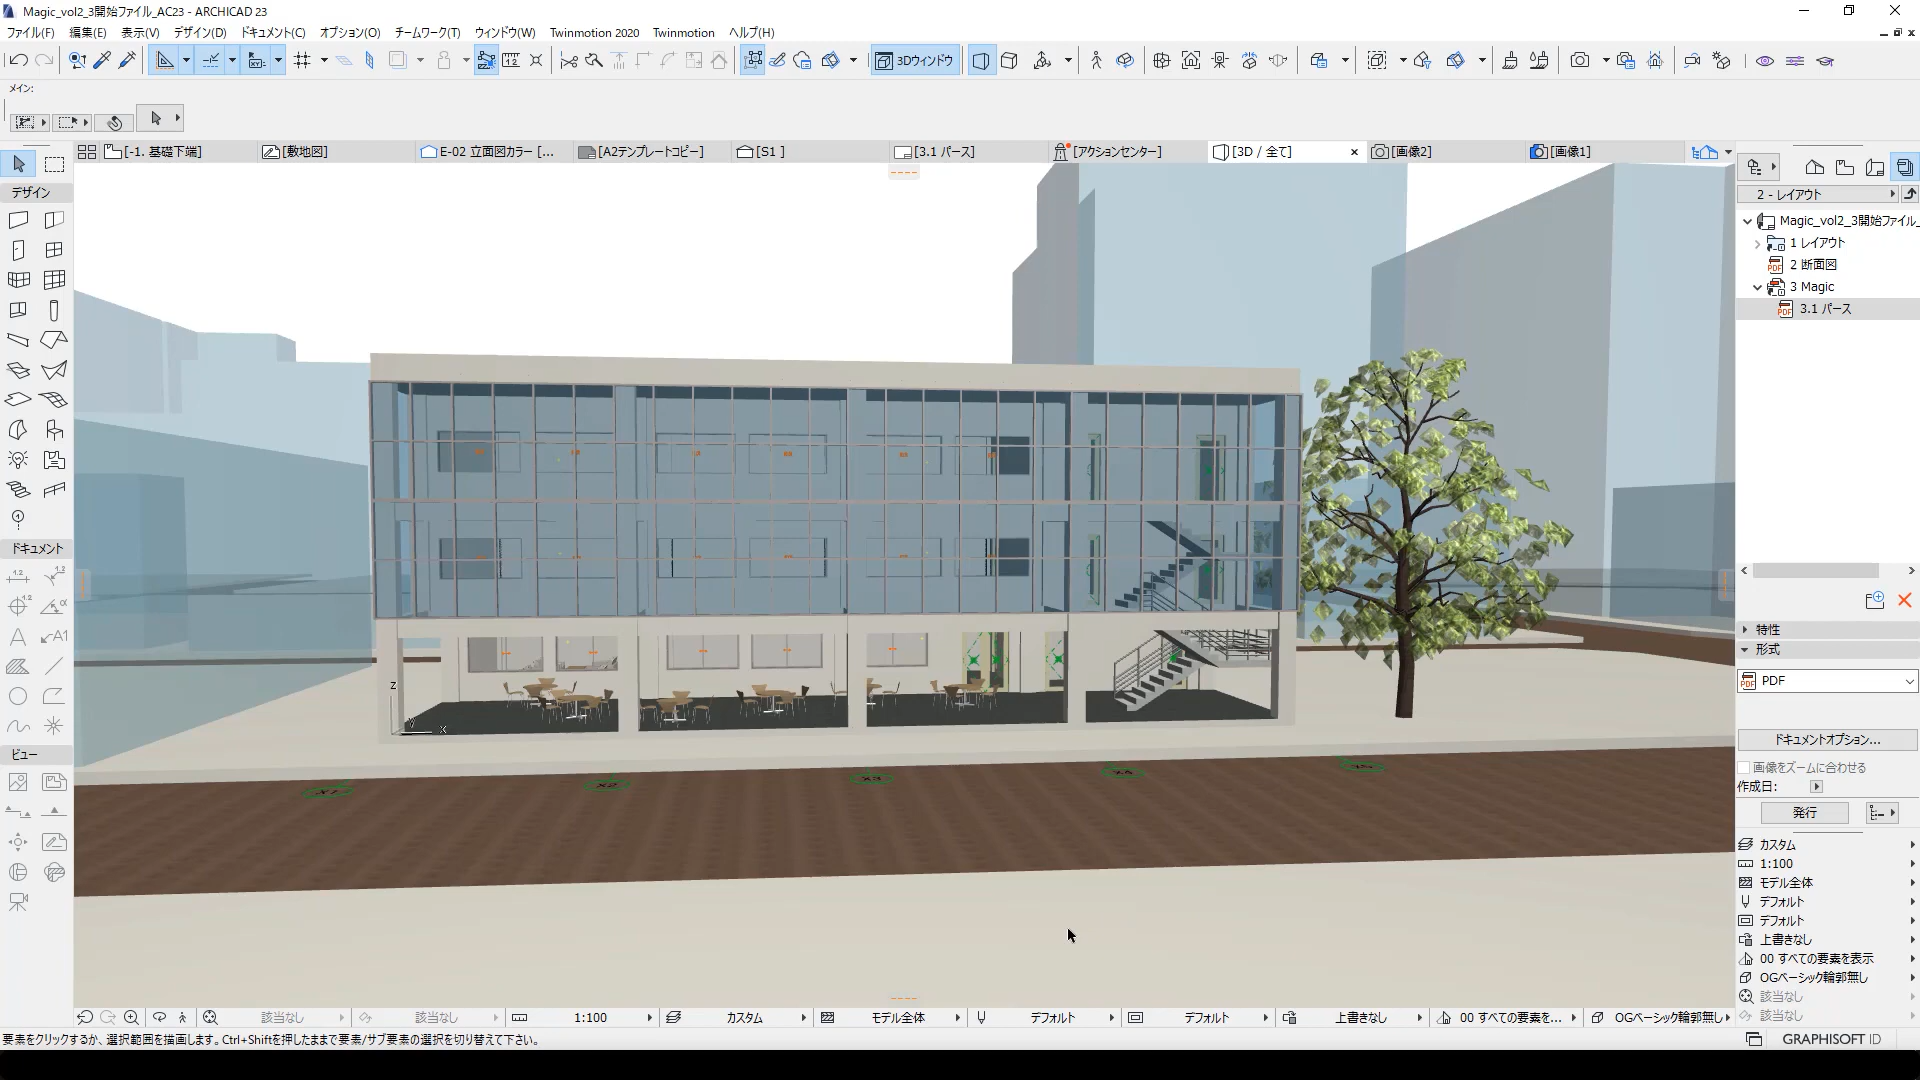 Magic_vol2_3開始ファイル_AC23 - ARCHICAD 23
ファイル(F) 編集(E) 表示(V) デザイン(D) ドキュメント(C) オプション(O) チームワーク(T) ウィンドウ(W) Twinmotion 2020 Twinmotion ヘルプ(H)
3Dウィンドウ
メイン:
[-1. 基礎下端] [敷地図] E-02 立面図カラー [... [A2テンプレートコピー] [S1 ] [3.1 パース] [アクションセンター] [3D / 全て] [画像2] [画像1]
デザイン
ドキュメント
ビュー
2 - レイアウト
Magic_vol2_3開始ファイル_
1 レイアウト
2 断面図
3 Magic
3.1 パース
特性
形式
PDF
ドキュメントオプション...
画像をズームに合わせる
作成日:
発行
カスタム
1:100
モデル全体
デフォルト
デフォルト
上書きなし
00 すべての要素を表示
OGベーシック輪郭無し
該当なし
該当なし
Z
Y
X
X1 X2 X3 X4 X5
該当なし 該当なし 1:100 カスタム モデル全体 デフォルト デフォルト 上書きなし 00 すべての要素を... OGベーシック輪郭無し
要素をクリックするか、選択範囲を描画します。Ctrl+Shiftを押したままで要素/サブ要素の選択を切り替えて下さい。
GRAPHISOFT ID